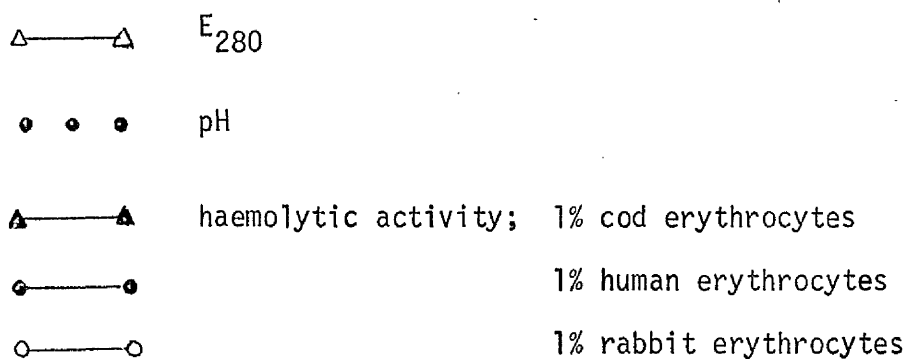 E280
pH
haemolytic activity; 1% cod erythrocytes
1% human erythrocytes
1% rabbit erythrocytes